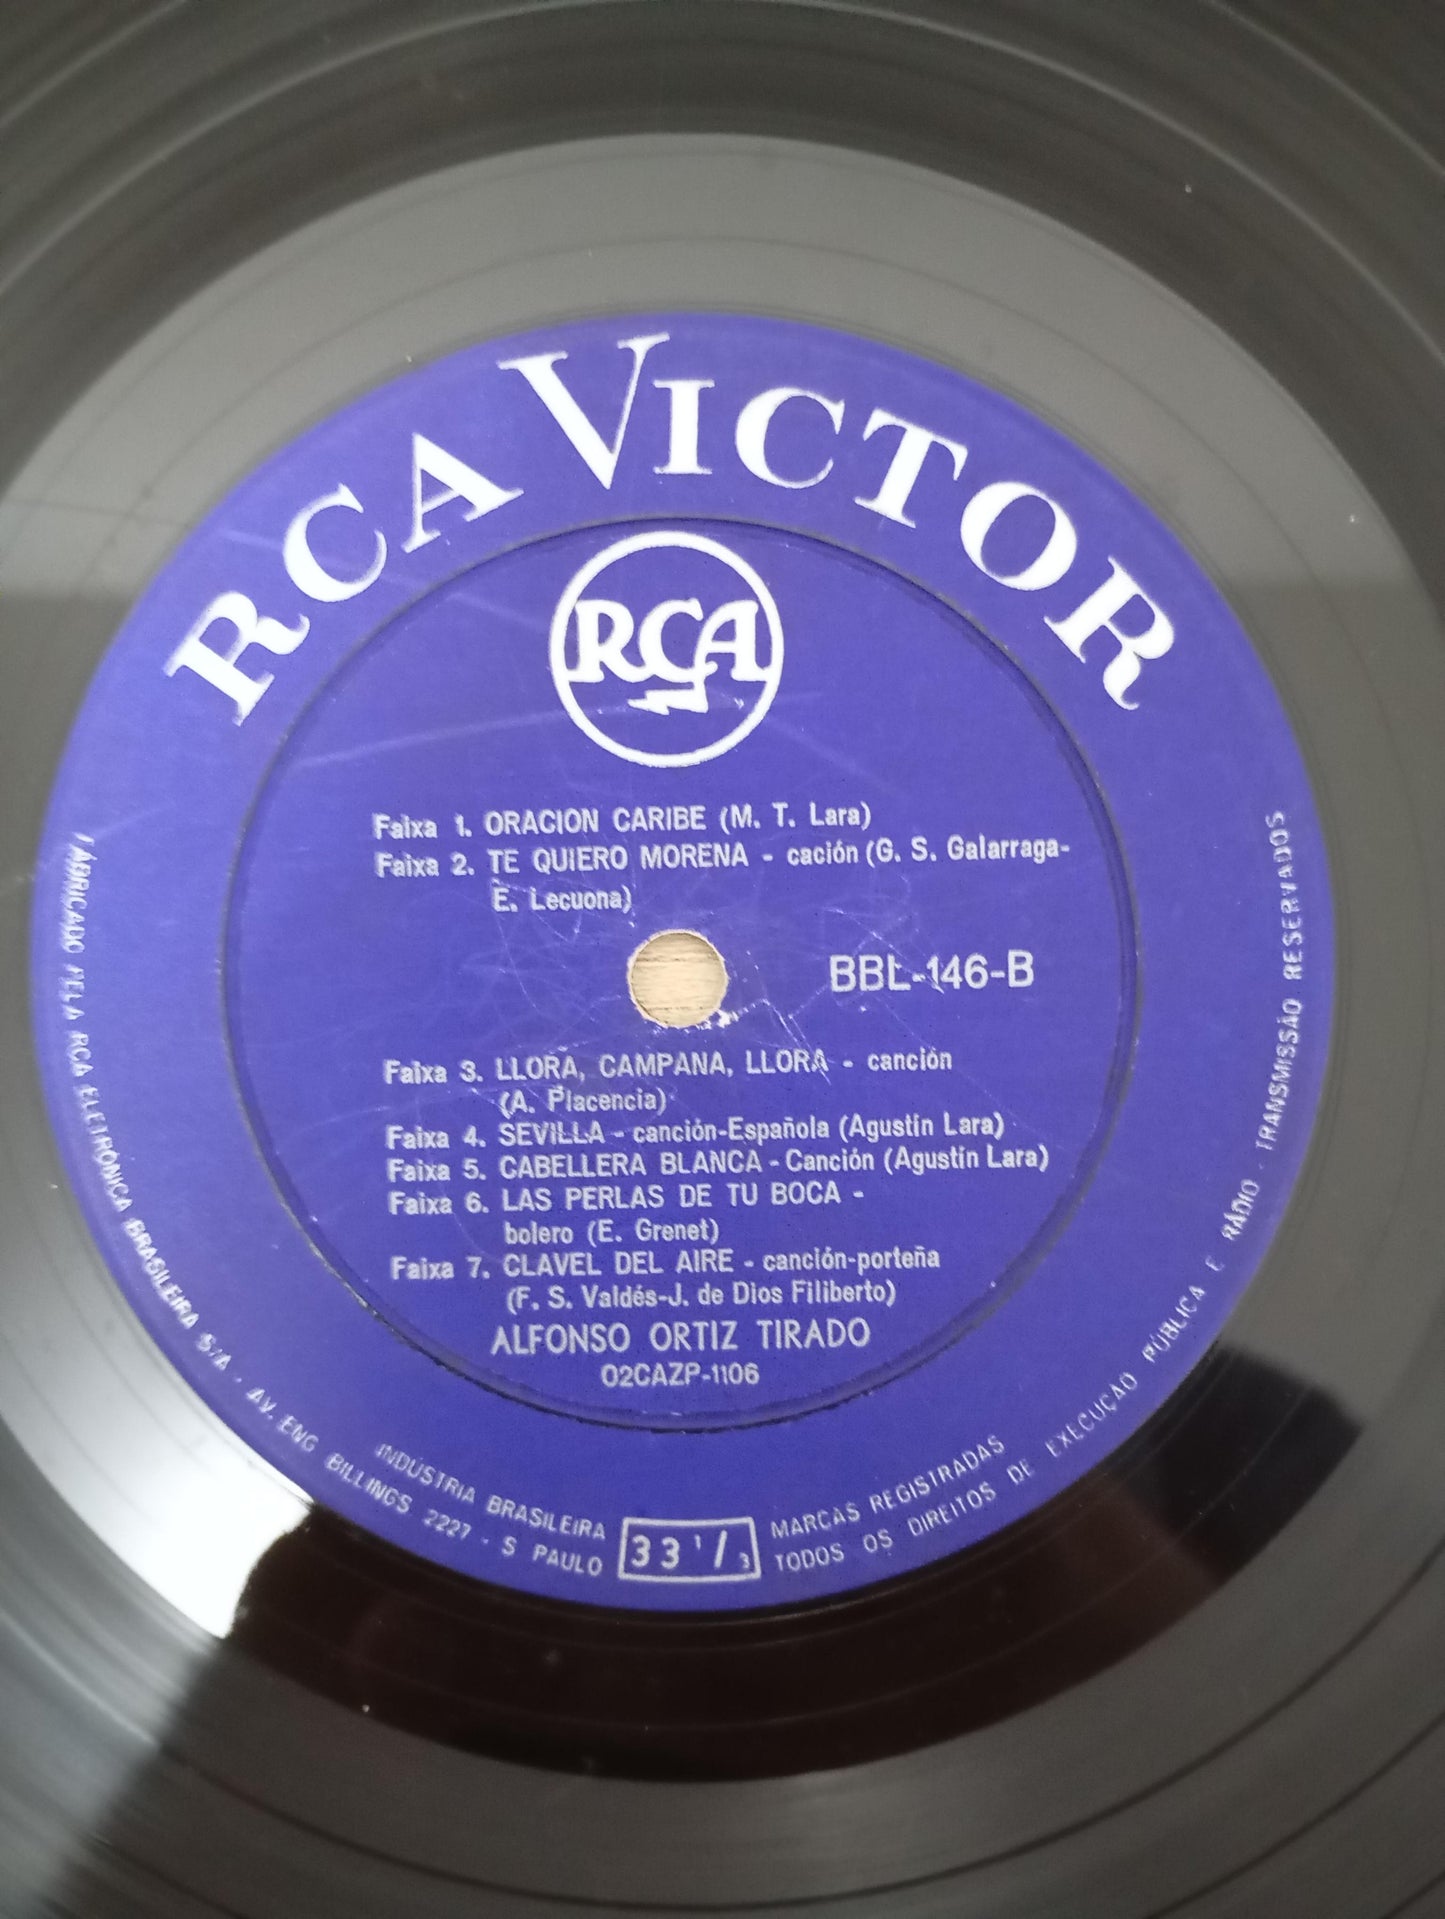 RCA VICTOR
RCA
Faixa 1. ORACION CARIBE (M. T. Lara)
Faixa 2. TE QUIERO MORENA - cación (G. S. Galarraga-
E. Lecuona)
BBL-146-B
Faixa 3. LLORA, CAMPANA, LLORA - canción
(A. Placencia)
Faixa 4. SEVILLA - canción-Española (Agustín Lara)
Faixa 5. CABELLERA BLANCA - Canción (Agustín Lara)
Faixa 6. LAS PERLAS DE TU BOCA -
bolero (E. Grenet)
Faixa 7. CLAVEL DEL AIRE - canción-porteña
(F. S. Valdés-J. de Dios Filiberto)
ALFONSO ORTIZ TIRADO
02CAZP-1106
FABRICADO PELA RCA ELETRÔNICA BRASILEIRA S/A - AV. ENG BILLINGS 2227 - S PAULO
INDÚSTRIA BRASILEIRA
33 1/3
MARCAS REGISTRADAS
TODOS OS DIREITOS DE EXECUÇÃO PÚBLICA E RÁDIO - TRANSMISSÃO RESERVADOS